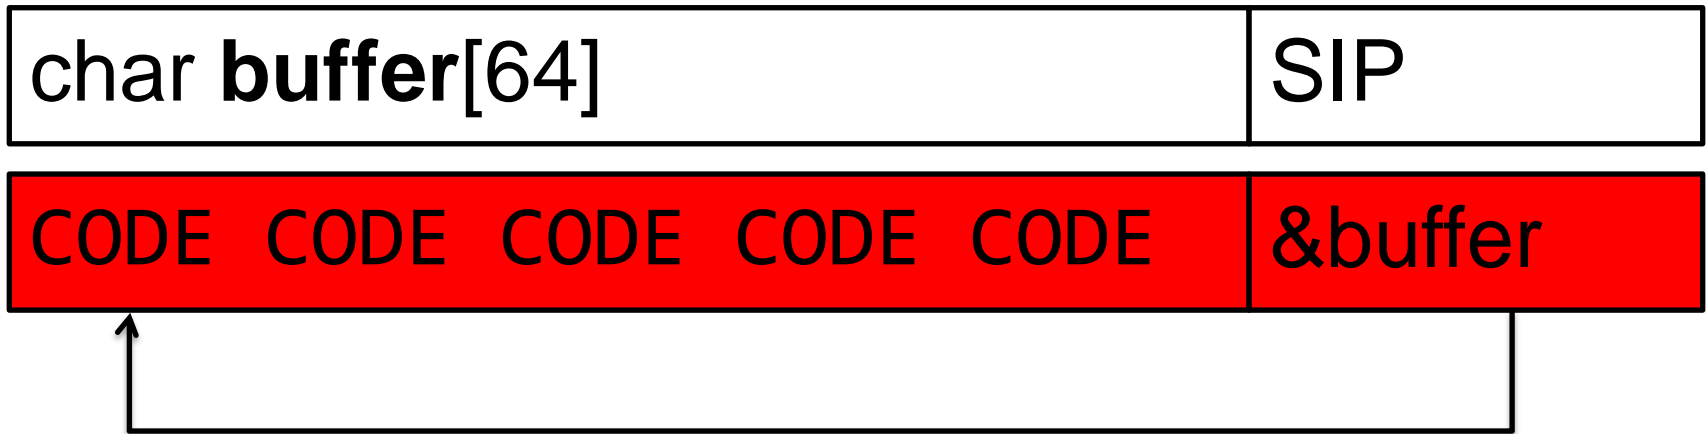 char buffer[64] SIP
CODE CODE CODE CODE CODE &buffer